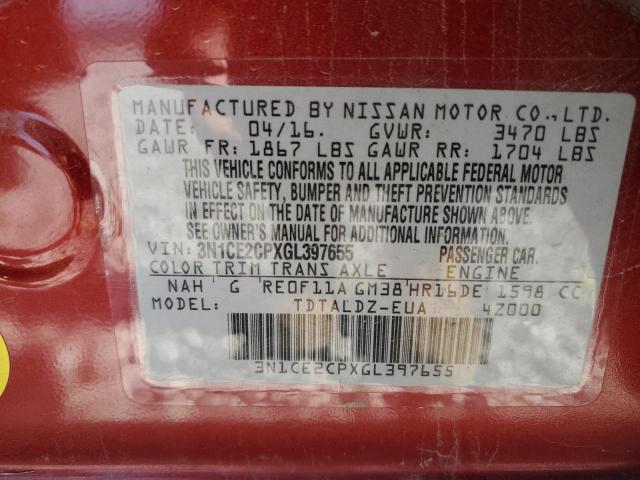 MANUFACTURED BY NISSAN MOTOR CO., LTD.
DATE: 04/16. GVWR: 3470 LBS
GAWR FR: 1867 LBS GAWR RR: 1704 LBS
THIS VEHICLE CONFORMS TO ALL APPLICABLE FEDERAL MOTOR
VEHICLE SAFETY, BUMPER AND THEFT PREVENTION STANDARDS
IN EFFECT ON THE DATE OF MANUFACTURE SHOWN ABOVE.
SEE OWNER'S MANUAL FOR ADDITIONAL INFORMATION.
VIN: 3N1CE2CPXGL397655 PASSENGER CAR.
COLOR TRIM TRANS AXLE ENGINE
NAH G RE0F11A GM38 HR16DE 1598 CC
MODEL: TDTALDZ-EUA 4Z000
3N1CE2CPXGL397655